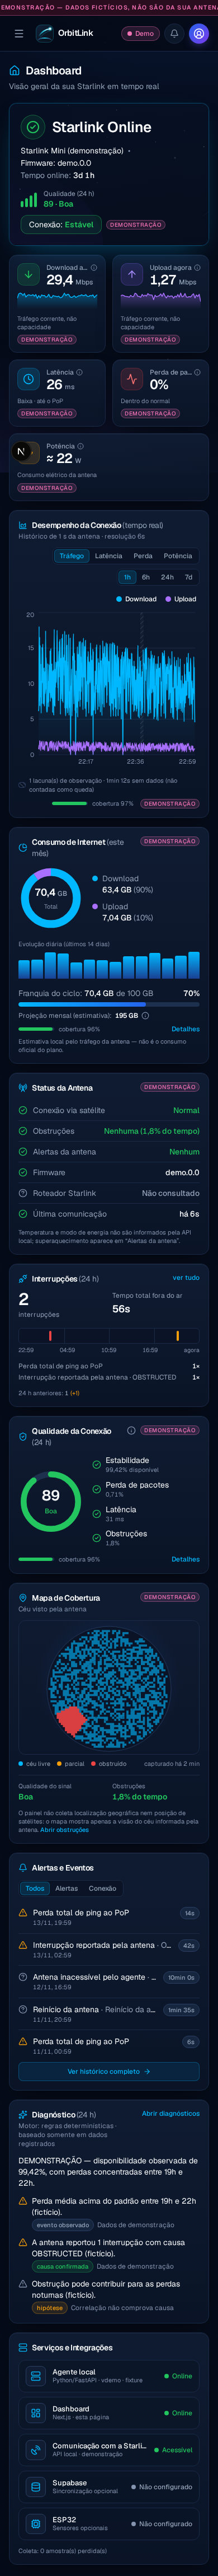 EMONSTRAÇÃO — DADOS FICTÍCIOS, NÃO SÃO DA SUA ANTEN
OrbitLink
Demo
Dashboard
Visão geral da sua Starlink em tempo real
Starlink Online
Starlink Mini (demonstração) •
Firmware: demo.0.0
Tempo online: 3d 1h
Qualidade (24 h)
89 · Boa
Conexão: Estável
DEMONSTRAÇÃO
Download a...
29,4 Mbps
Tráfego corrente, não capacidade
DEMONSTRAÇÃO
Upload agora
1,27 Mbps
Tráfego corrente, não capacidade
DEMONSTRAÇÃO
Latência
26 ms
Baixa · até o PoP
DEMONSTRAÇÃO
Perda de pa...
0%
Dentro do normal
DEMONSTRAÇÃO
N
Potência
≈ 22 W
Consumo elétrico da antena
DEMONSTRAÇÃO
Desempenho da Conexão (tempo real)
Histórico de 1 s da antena · resolução 6s
Tráfego Latência Perda Potência
1h 6h 24h 7d
Download Upload
20
15
10
5
0
22:17 22:36 22:59
1 lacuna(s) de observação · 1min 12s sem dados (não contadas como queda)
cobertura 97%
DEMONSTRAÇÃO
Consumo de Internet (este mês)
DEMONSTRAÇÃO
70,4 GB
Total
Download
63,4 GB (90%)
Upload
7,04 GB (10%)
Evolução diária (últimos 14 dias)
Franquia do ciclo: 70,4 GB de 100 GB 70%
Projeção mensal (estimativa): 195 GB
cobertura 96%
Detalhes
Estimativa local pelo tráfego da antena — não é o consumo oficial do plano.
Status da Antena
DEMONSTRAÇÃO
Conexão via satélite Normal
Obstruções Nenhuma (1,8% do tempo)
Alertas da antena Nenhum
Firmware demo.0.0
Roteador Starlink Não consultado
Última comunicação há 6s
Temperatura e modo de energia não são informados pela API local; superaquecimento aparece em "Alertas da antena".
Interrupções (24 h)
ver tudo
2
interrupções
Tempo total fora do ar
56s
22:59 04:59 10:59 16:59 agora
Perda total de ping ao PoP 1×
Interrupção reportada pela antena · OBSTRUCTED 1×
24 h anteriores: 1 (+1)
Qualidade da Conexão (24 h)
DEMONSTRAÇÃO
89
Boa
Estabilidade
99,42% disponível
Perda de pacotes
0,71%
Latência
31 ms
Obstruções
1,8%
cobertura 96%
Detalhes
Mapa de Cobertura
DEMONSTRAÇÃO
Céu visto pela antena
céu livre parcial obstruído capturado há 2 min
Qualidade do sinal
Boa
Obstruções
1,8% do tempo
O painel não coleta localização geográfica nem posição de satélites; o mapa mostra apenas a visão do céu informada pela antena. Abrir obstruções
Alertas e Eventos
Todos Alertas Conexão
Perda total de ping ao PoP 14s
13/11, 19:59
Interrupção reportada pela antena · O... 42s
13/11, 02:59
Antena inacessível pelo agente · ... 10min 0s
12/11, 16:59
Reinício da antena · Reinício da a... 1min 35s
11/11, 20:59
Perda total de ping ao PoP 6s
11/11, 00:59
Ver histórico completo →
Diagnóstico (24 h)
Abrir diagnósticos
Motor: regras determinísticas · baseado somente em dados registrados
DEMONSTRAÇÃO — disponibilidade observada de 99,42%, com perdas concentradas entre 19h e 22h.
Perda média acima do padrão entre 19h e 22h (fictício).
evento observado Dados de demonstração
A antena reportou 1 interrupção com causa OBSTRUCTED (fictício).
causa confirmada Dados de demonstração
Obstrução pode contribuir para as perdas noturnas (fictício).
hipótese Correlação não comprova causa
Serviços e Integrações
Agente local
Python/FastAPI · vdemo · fixture
Online
Dashboard
Next.js · esta página
Online
Comunicação com a Starli...
API local · demonstração
Acessível
Supabase
Sincronização opcional
Não configurado
ESP32
Sensores opcionais
Não configurado
Coleta: 0 amostra(s) perdida(s)